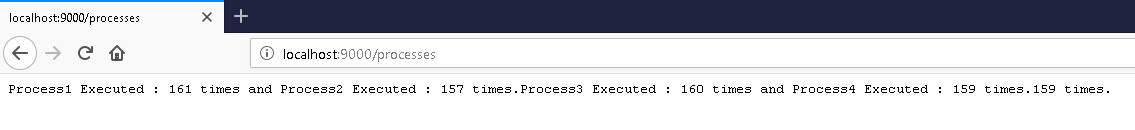 localhost:9000/processes
localhost:9000/processes
Process1 Executed : 161 times and Process2 Executed : 157 times.Process3 Executed : 160 times and Process4 Executed : 159 times.159 times.